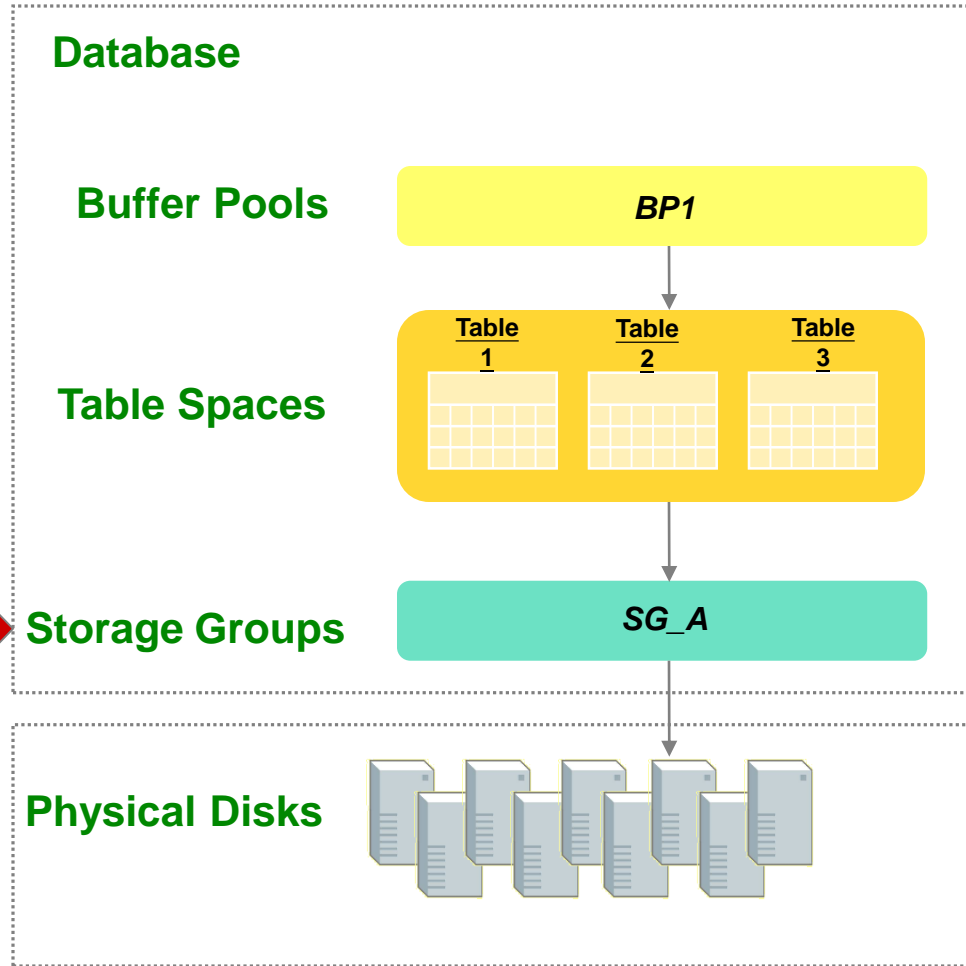 Database
Buffer Pools
BP1
Table Spaces
Table
1
Table
2
Table
3
Storage Groups
SG_A
Physical Disks